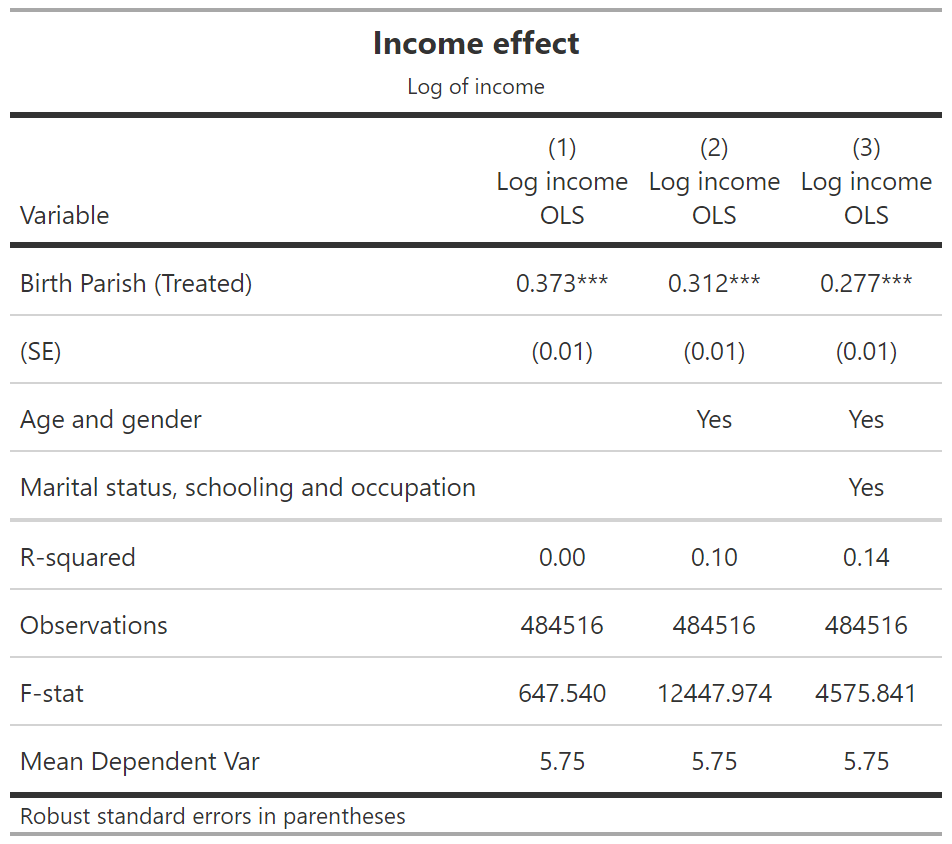 Income effect
Log of income
(1) (2) (3)
Log income Log income Log income
Variable OLS OLS OLS
Birth Parish (Treated) 0.373*** 0.312*** 0.277***
(SE) (0.01) (0.01) (0.01)
Age and gender Yes Yes
Marital status, schooling and occupation Yes
R-squared 0.00 0.10 0.14
Observations 484516 484516 484516
F-stat 647.540 12447.974 4575.841
Mean Dependent Var 5.75 5.75 5.75
Robust standard errors in parentheses